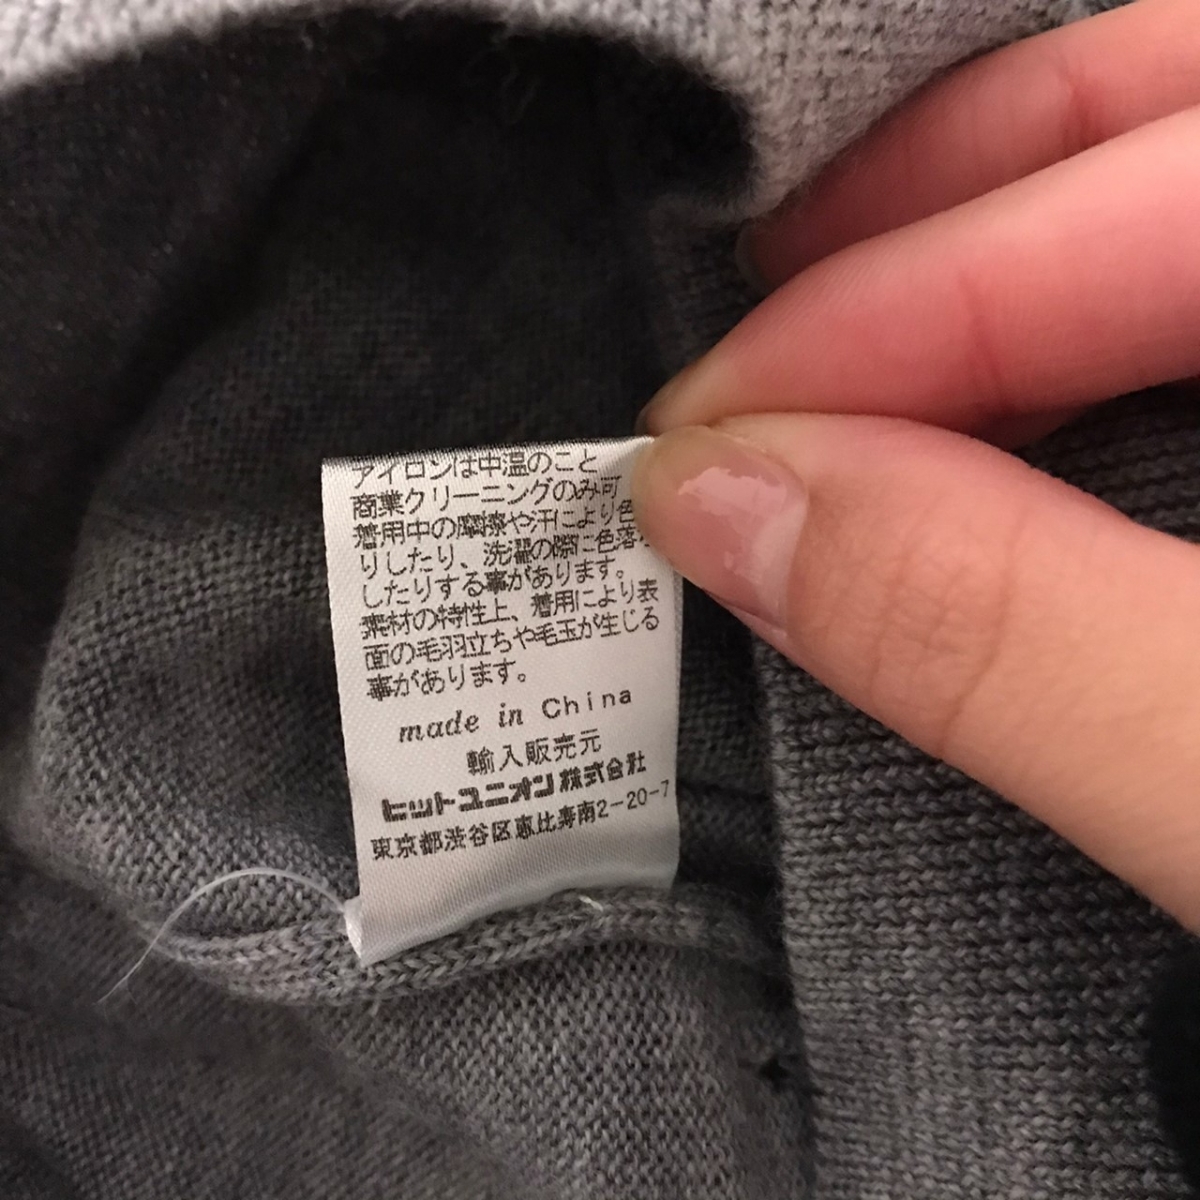 アイロンは中温のこと
商業クリーニングのみ可
着用中の摩擦や汗により色
りしたり、洗濯の際に色落
したりする事があります。
素材の特性上、着用により表
面の毛羽立ちや毛玉が生じる
事があります。
made in China
輸入販売元
ヒットユニオン株式会社
東京都渋谷区恵比寿南2-20-7